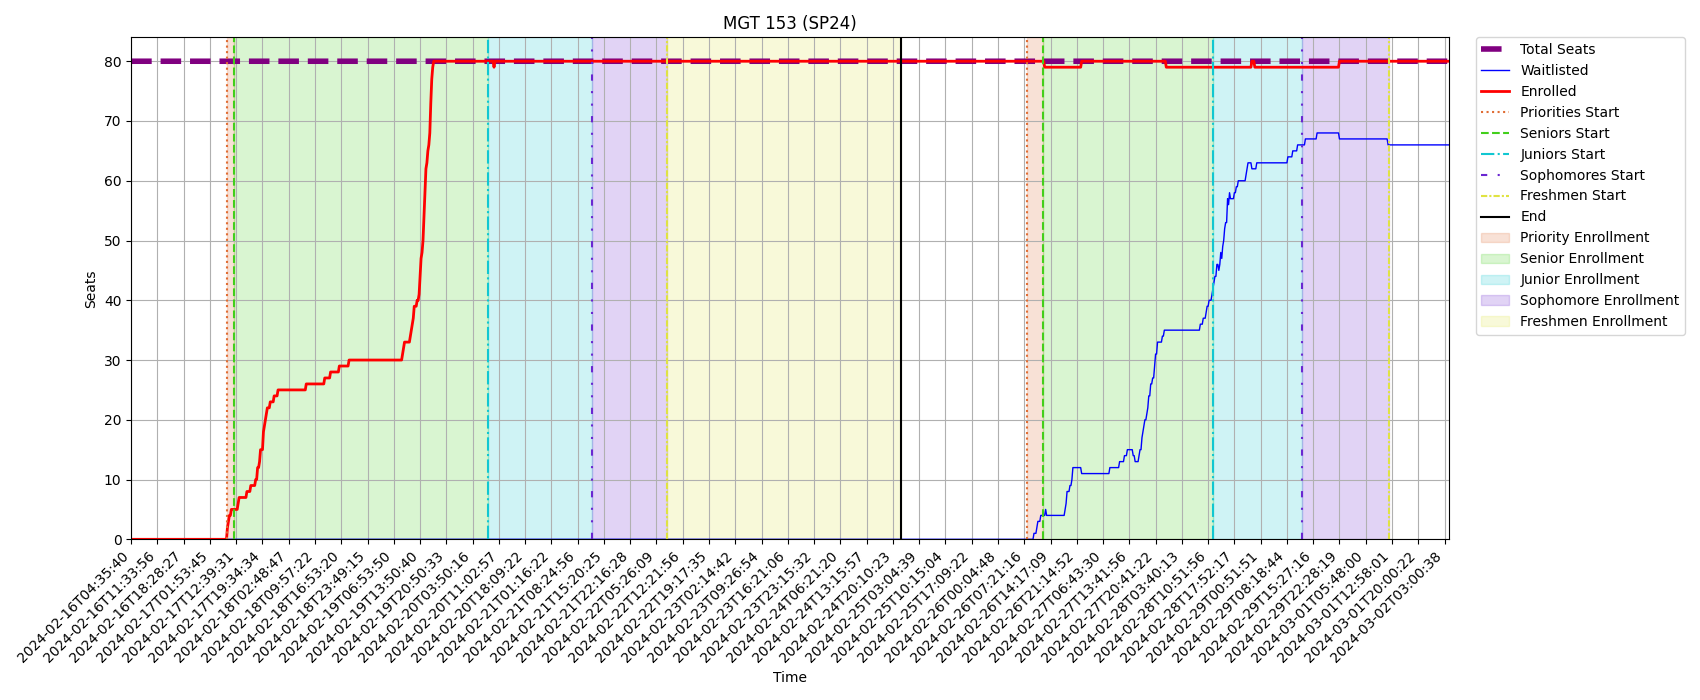 MGT 153 (SP24)
Seats
80
70
60
50
40
30
20
10
0
2024-02-16T04:35:40
2024-02-16T11:33:56
2024-02-16T18:28:27
2024-02-17T01:53:45
2024-02-17T12:39:31
2024-02-17T19:34:34
2024-02-18T02:48:47
2024-02-18T09:57:22
2024-02-18T16:53:20
2024-02-18T23:49:15
2024-02-19T06:53:50
2024-02-19T13:50:40
2024-02-19T20:50:33
2024-02-20T03:50:16
2024-02-20T11:02:57
2024-02-20T18:09:22
2024-02-21T01:16:22
2024-02-21T08:24:56
2024-02-21T15:20:25
2024-02-21T22:16:28
2024-02-22T05:26:09
2024-02-22T12:21:56
2024-02-22T19:17:35
2024-02-23T02:14:42
2024-02-23T09:26:54
2024-02-23T16:21:06
2024-02-23T23:15:32
2024-02-24T06:21:20
2024-02-24T13:15:57
2024-02-24T20:10:23
2024-02-25T03:04:39
2024-02-25T10:15:04
2024-02-25T17:09:22
2024-02-26T00:04:48
2024-02-26T07:21:16
2024-02-26T14:17:09
2024-02-26T21:14:52
2024-02-27T06:43:30
2024-02-27T13:41:56
2024-02-27T20:41:22
2024-02-28T03:40:13
2024-02-28T10:51:56
2024-02-28T17:52:17
2024-02-29T00:51:51
2024-02-29T08:18:44
2024-02-29T15:27:16
2024-02-29T22:28:19
2024-03-01T05:48:00
2024-03-01T12:58:01
2024-03-01T20:00:22
2024-03-02T03:00:38
Time
Total Seats
Waitlisted
Enrolled
Priorities Start
Seniors Start
Juniors Start
Sophomores Start
Freshmen Start
End
Priority Enrollment
Senior Enrollment
Junior Enrollment
Sophomore Enrollment
Freshmen Enrollment